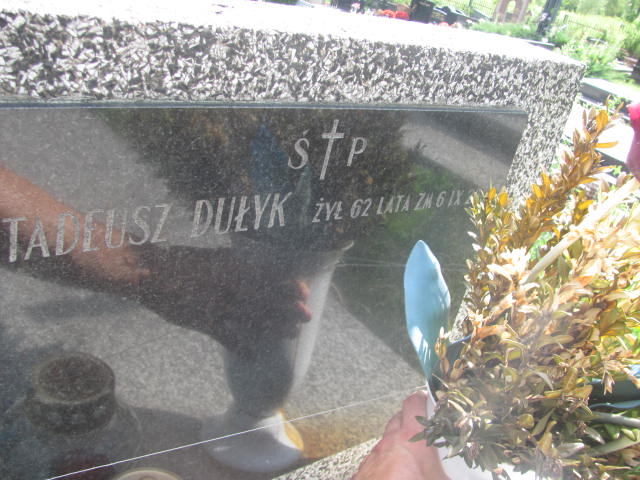 Ś P
TADEUSZ DUŁYK ŻYŁ 62 LATA ZM 6 IX